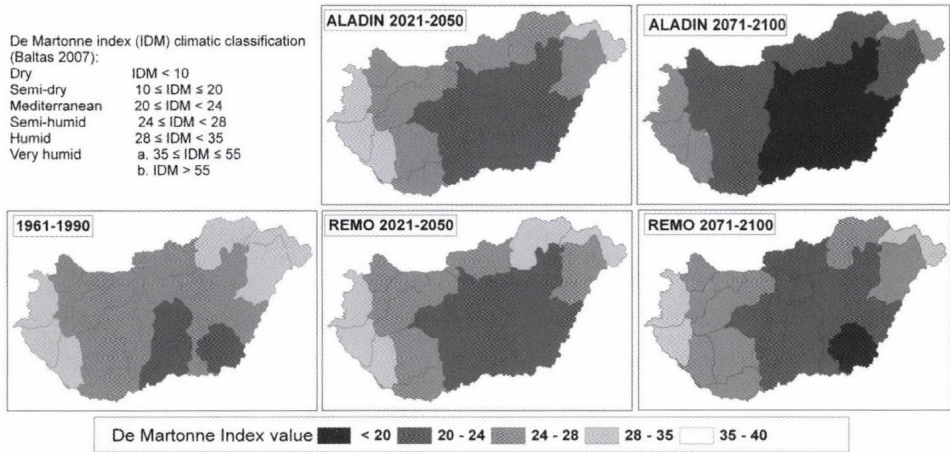 De Martonne index (IDM) climatic classification
(Baltas 2007):
Dry IDM < 10
Semi-dry 10 ≤ IDM ≤ 20
Mediterranean 20 ≤ IDM < 24
Semi-humid 24 ≤ IDM < 28
Humid 28 ≤ IDM < 35
Very humid a. 35 ≤ IDM ≤ 55
b. IDM > 55
ALADIN 2021-2050
ALADIN 2071-2100
1961-1990
REMO 2021-2050
REMO 2071-2100
De Martonne Index value < 20 20 - 24 24 - 28 28 - 35 35 - 40